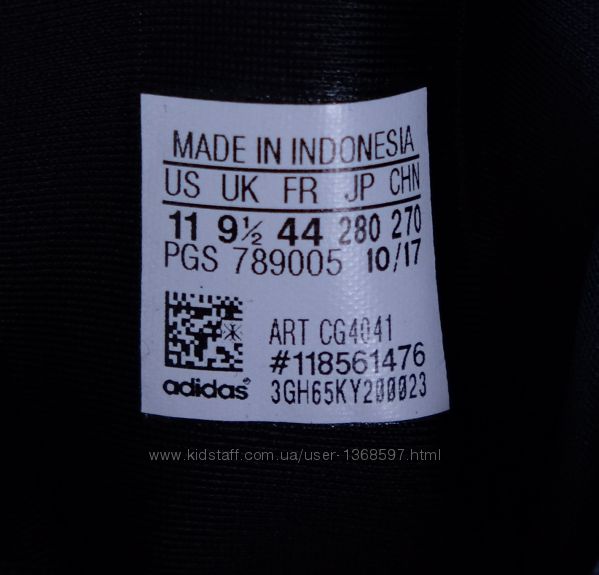 MADE IN INDONESIA
US UK FR JP CHN
11 9½ 44 280 270
PGS 789005 10/17
ART CG4041
#118561476
adidas® 3GH65KY200023
www.kidstaff.com.ua/user-1368597.html